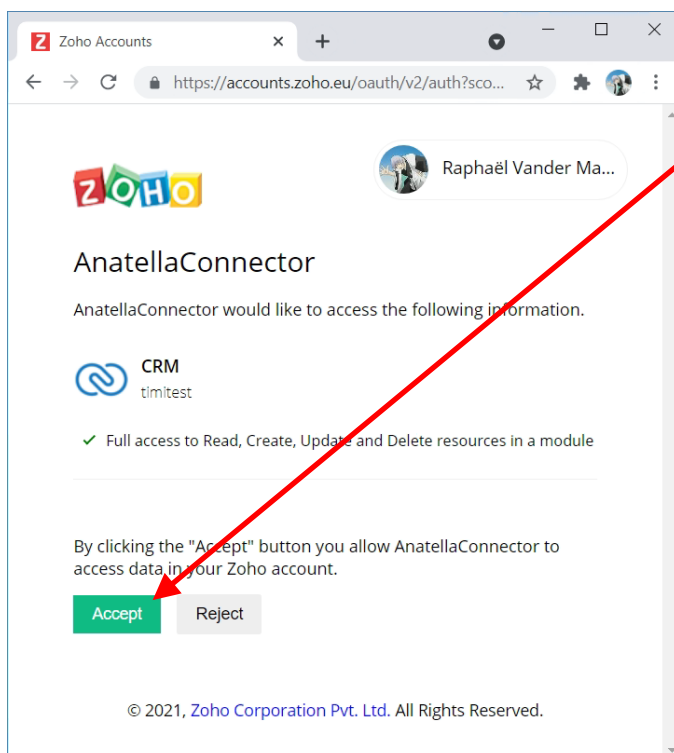 Zoho Accounts
https://accounts.zoho.eu/oauth/v2/auth?sco...
ZOHO
Raphaël Vander Ma...
AnatellaConnector
AnatellaConnector would like to access the following information.
CRM
timitest
Full access to Read, Create, Update and Delete resources in a module
By clicking the "Accept" button you allow AnatellaConnector to
access data in your Zoho account.
Accept Reject
© 2021, Zoho Corporation Pvt. Ltd. All Rights Reserved.